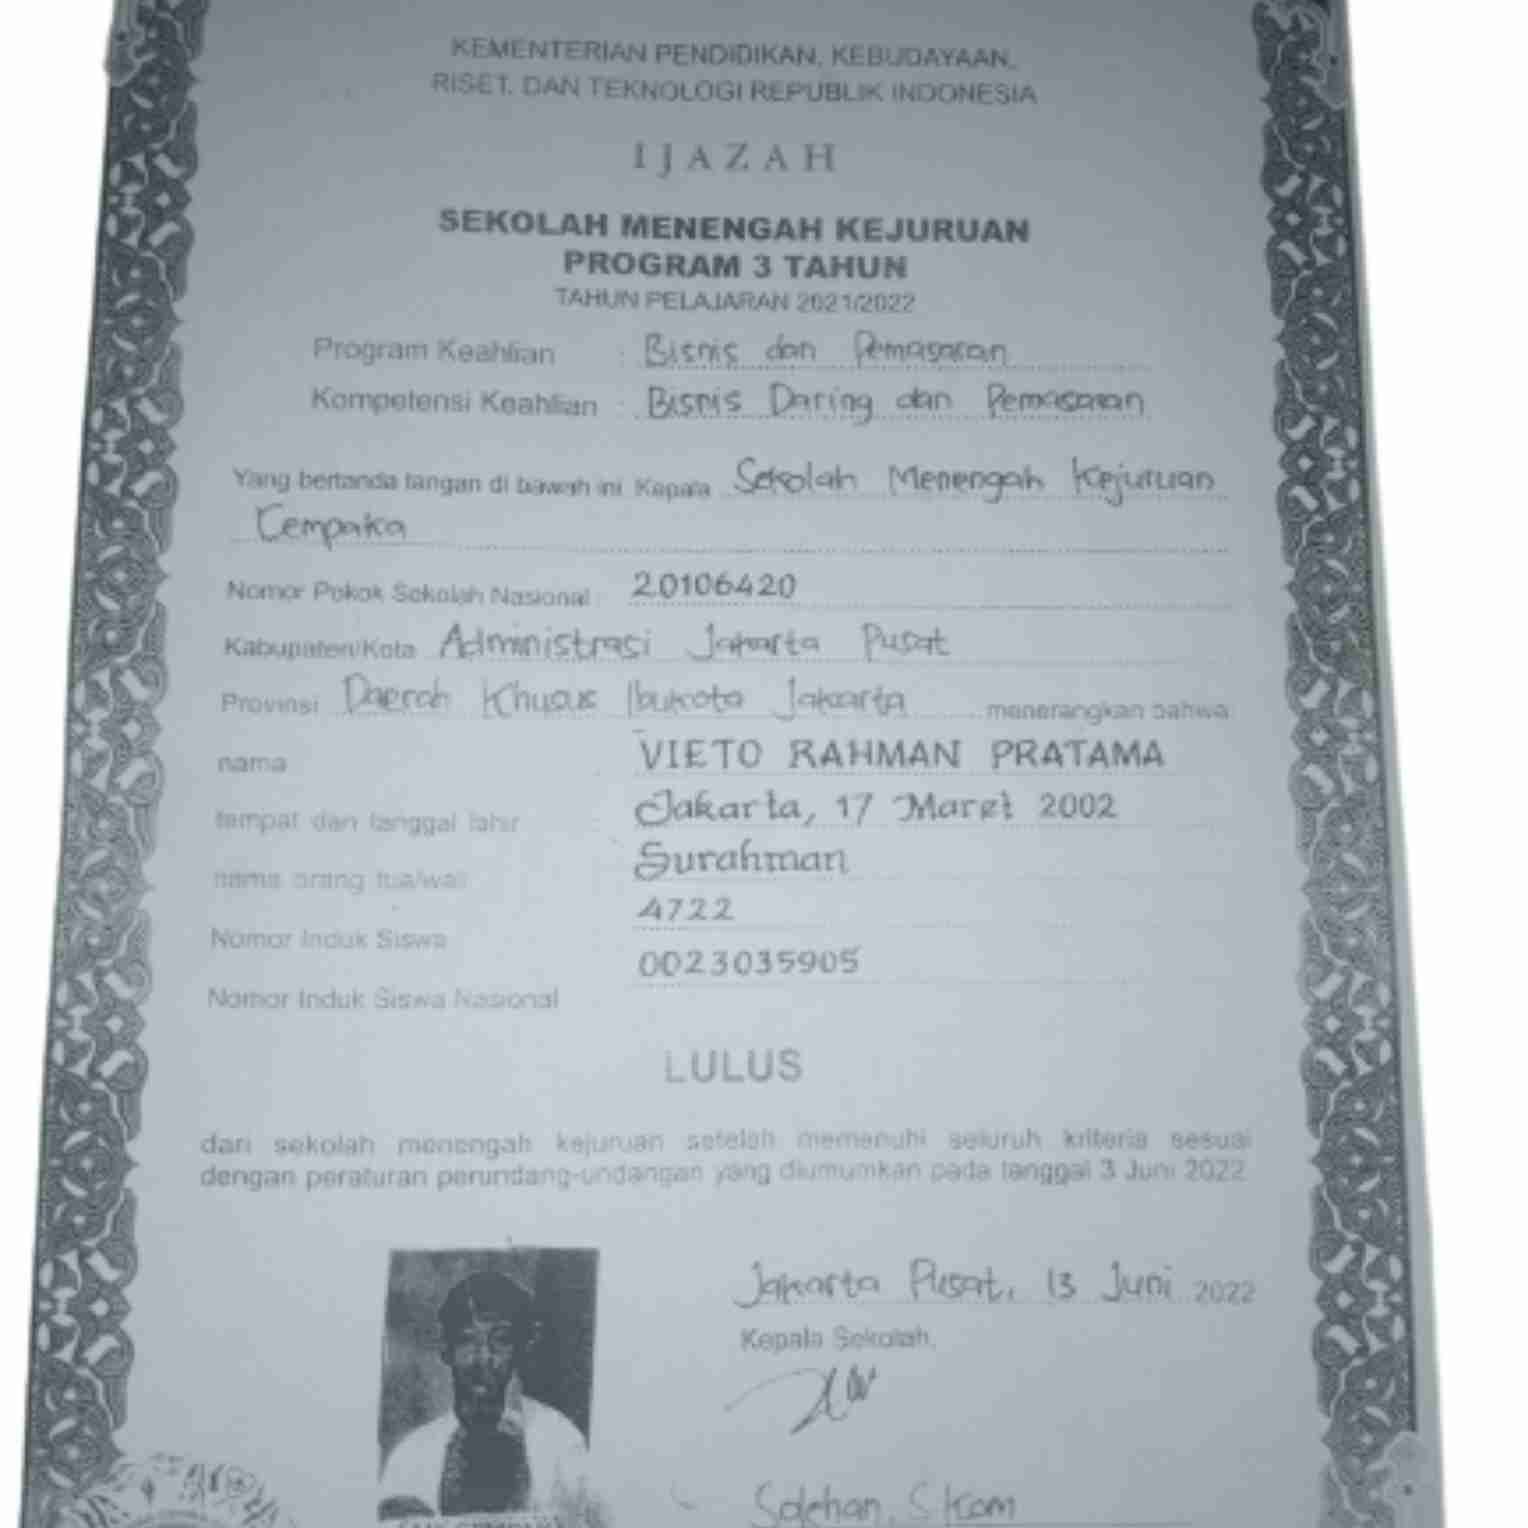 KEMENTERIAN PENDIDIKAN, KEBUDAYAAN,
RISET, DAN TEKNOLOGI REPUBLIK INDONESIA
IJAZAH
SEKOLAH MENENGAH KEJURUAN
PROGRAM 3 TAHUN
TAHUN PELAJARAN 2021/2022
Program Keahlian : Bisnis dan Pemasaran
Kompetensi Keahlian : Bisnis Daring dan Pemasaran
Yang bertanda tangan di bawah ini Kepala Sekolah Menengah Kejuruan
Cempaka
Nomor Pokok Sekolah Nasional : 20106420
Kabupaten/Kota Administrasi Jakarta Pusat
Provinsi Daerah Khusus Ibukota Jakarta menerangkan bahwa
nama : VIETO RAHMAN PRATAMA
tempat dan tanggal lahir : Jakarta, 17 Maret 2002
nama orang tua/wali Surahman
Nomor Induk Siswa 4722
Nomor Induk Siswa Nasional 0023035905
LULUS
dari sekolah menengah kejuruan setelah memenuhi seluruh kriteria sesuai
dengan peraturan perundang-undangan yang diumumkan pada tanggal 3 Juni 2022
Jakarta Pusat, 13 Juni 2022
Kepala Sekolah,
Solehan, S.Kom